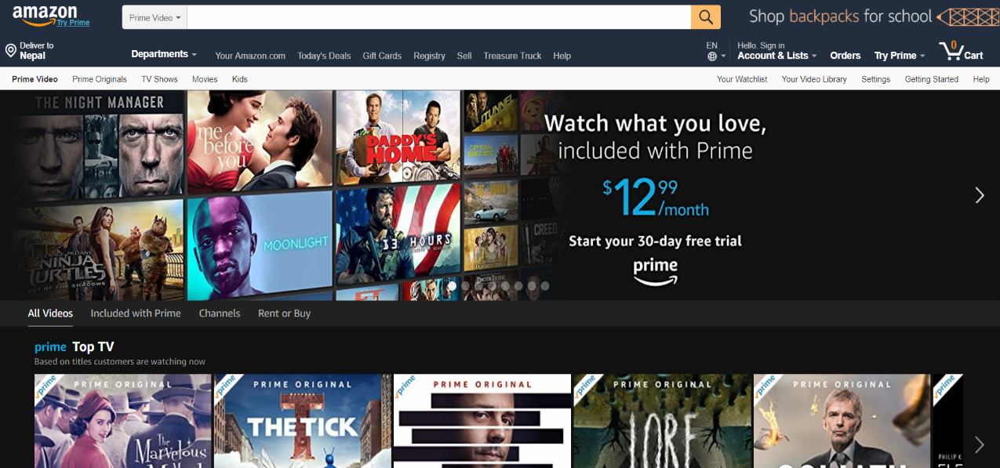 amazon
Try Prime
Prime Video
Shop backpacks for school
Deliver to
Nepal
Departments
Your Amazon.com
Today's Deals
Gift Cards
Registry
Sell
Treasure Truck
Help
EN
Hello. Sign in
Account & Lists
Orders
Try Prime
0
Cart
Prime Video
Prime Originals
TV Shows
Movies
Kids
Your Watchlist
Your Video Library
Settings
Getting Started
Help
THE NIGHT MANAGER
me before you
DADDY'S HOME
MUTANT
NINJA
TURTLES
OUT OF THE SHADOWS
MOONLIGHT
13 HOURS
CREED
Watch what you love,
included with Prime
$12 99
/month
Start your 30-day free trial
prime
All Videos
Included with Prime
Channels
Rent or Buy
prime Top TV
Based on titles customers are watching now
prime
PRIME ORIGINAL
The
Marvelous
prime
PRIME ORIGINAL
THE TICK
prime
PRIME ORIGINAL
prime
PRIME ORIGINAL
LORE
prime
PRIME ORIGINAL
GOLIATH
prime
PHILIP K.